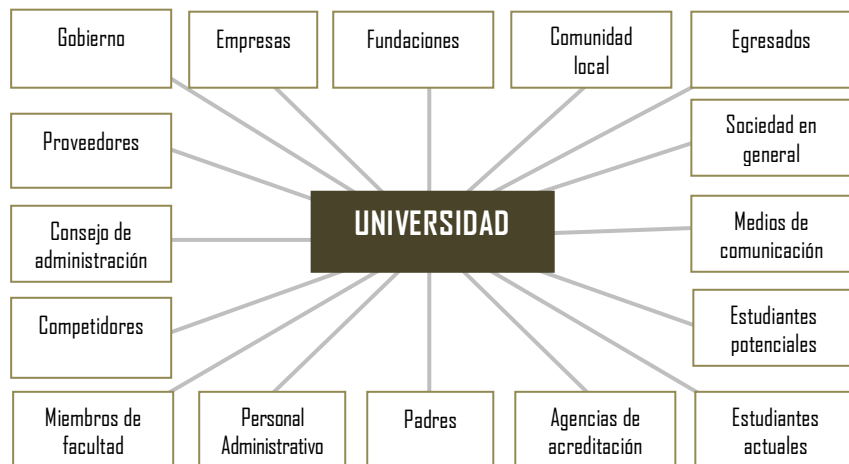 Gobierno
Empresas
Fundaciones
Comunidad
local
Egresados
Proveedores
Sociedad en
general
UNIVERSIDAD
Consejo de
administración
Medios de
comunicación
Competidores
Estudiantes
potenciales
Miembros de
facultad
Personal
Administrativo
Padres
Agencias de
acreditación
Estudiantes
actuales